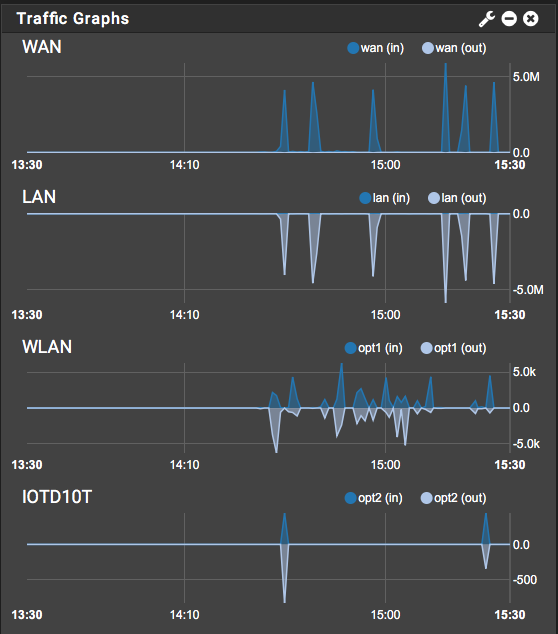 Traffic Graphs
WAN
wan (in) wan (out)
5.0M
0.0
13:30 14:10 15:00 15:30
LAN
lan (in) lan (out)
0.0
-5.0M
13:30 14:10 15:00 15:30
WLAN
opt1 (in) opt1 (out)
5.0k
0.0
-5.0k
13:30 14:10 15:00 15:30
IOTD10T
opt2 (in) opt2 (out)
0.0
-500
13:30 14:10 15:00 15:30